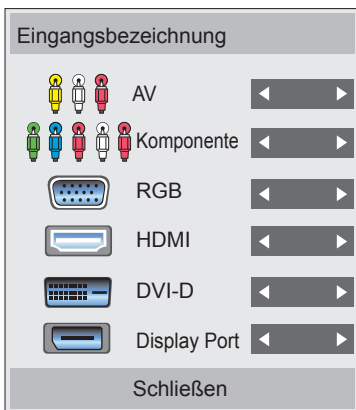 Eingangsbezeichnung
AV
Komponente
RGB
HDMI
DVI-D
Display Port
Schließen